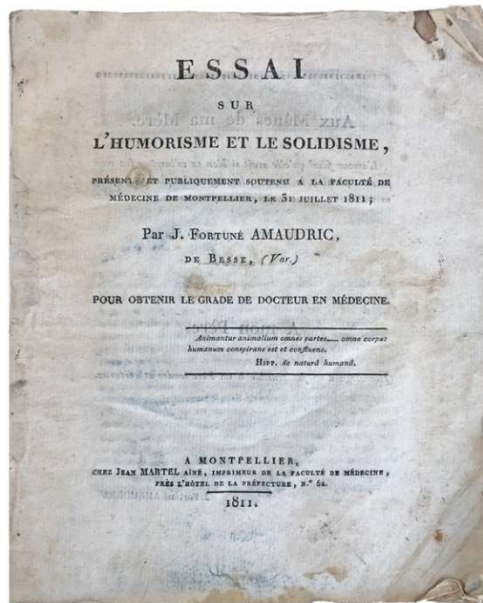 ESSAI
SUR
L'HUMORISME ET LE SOLIDISME,
PRÉSENTÉ ET PUBLIQUEMENT SOUTENU A LA FACULTÉ DE
MÉDECINE DE MONTPELLIER, LE 31 JUILLET 1811;
Par J. FORTUNÉ AMAUDRIC,
DE BESSE, (Var.)
POUR OBTENIR LE GRADE DE DOCTEUR EN MÉDECINE.
Animantur animalium omnes partes..... omne corpus
humanum conspirans est et confluens.
HIPP. de naturâ humanâ.
A MONTPELLIER,
CHEZ JEAN MARTEL AÎNÉ, IMPRIMEUR DE LA FACULTÉ DE MÉDECINE,
PRÈS L'HÔTEL DE LA PRÉFECTURE, N.° 62.
1811.